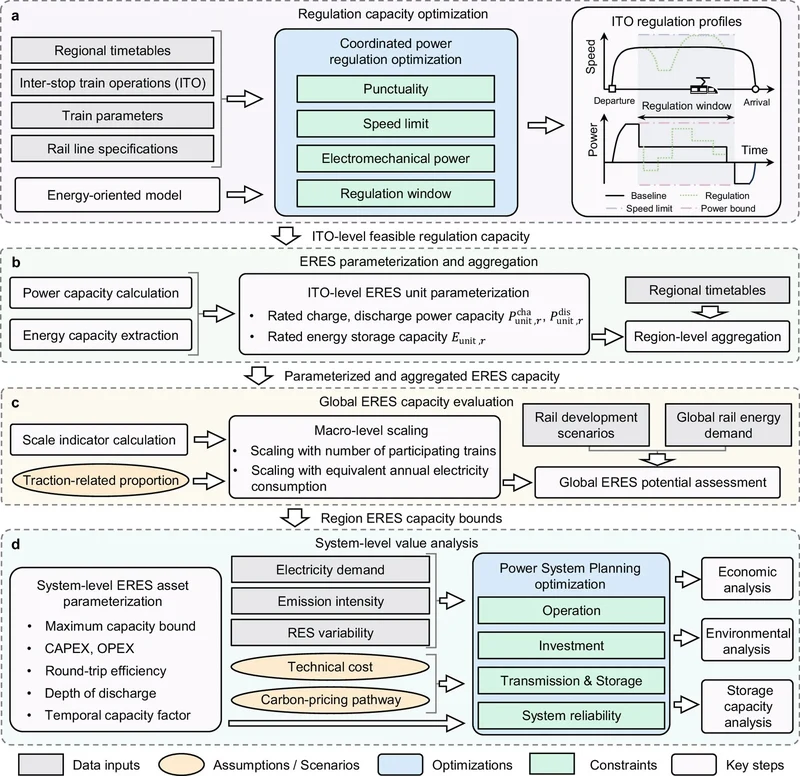 a
Regulation capacity optimization
Regional timetables
Inter-stop train operations (ITO)
Train parameters
Rail line specifications
Energy-oriented model
Coordinated power
regulation optimization
Punctuality
Speed limit
Electromechanical power
Regulation window
ITO regulation profiles
Speed
Departure
Regulation window
Arrival
Power
Time
Baseline
Regulation
Speed limit
Power bound
ITO-level feasible regulation capacity
b
ERES parameterization and aggregation
Power capacity calculation
Energy capacity extraction
ITO-level ERES unit parameterization
• Rated charge, discharge power capacity P^cha_unit,r, P^dis_unit,r
• Rated energy storage capacity E_unit,r
Regional timetables
Region-level aggregation
Parameterized and aggregated ERES capacity
c
Global ERES capacity evaluation
Scale indicator calculation
Traction-related proportion
Macro-level scaling
• Scaling with number of participating trains
• Scaling with equivalent annual electricity
consumption
Rail development
scenarios
Global rail energy
demand
Global ERES potential assessment
Region ERES capacity bounds
d
System-level value analysis
System-level ERES asset
parameterization
• Maximum capacity bound
• CAPEX, OPEX
• Round-trip efficiency
• Depth of discharge
• Temporal capacity factor
Electricity demand
Emission intensity
RES variability
Technical cost
Carbon-pricing pathway
Power System Planning
optimization
Operation
Investment
Transmission & Storage
System reliability
Economic
analysis
Environmental
analysis
Storage
capacity
analysis
Data inputs
Assumptions / Scenarios
Optimizations
Constraints
Key steps